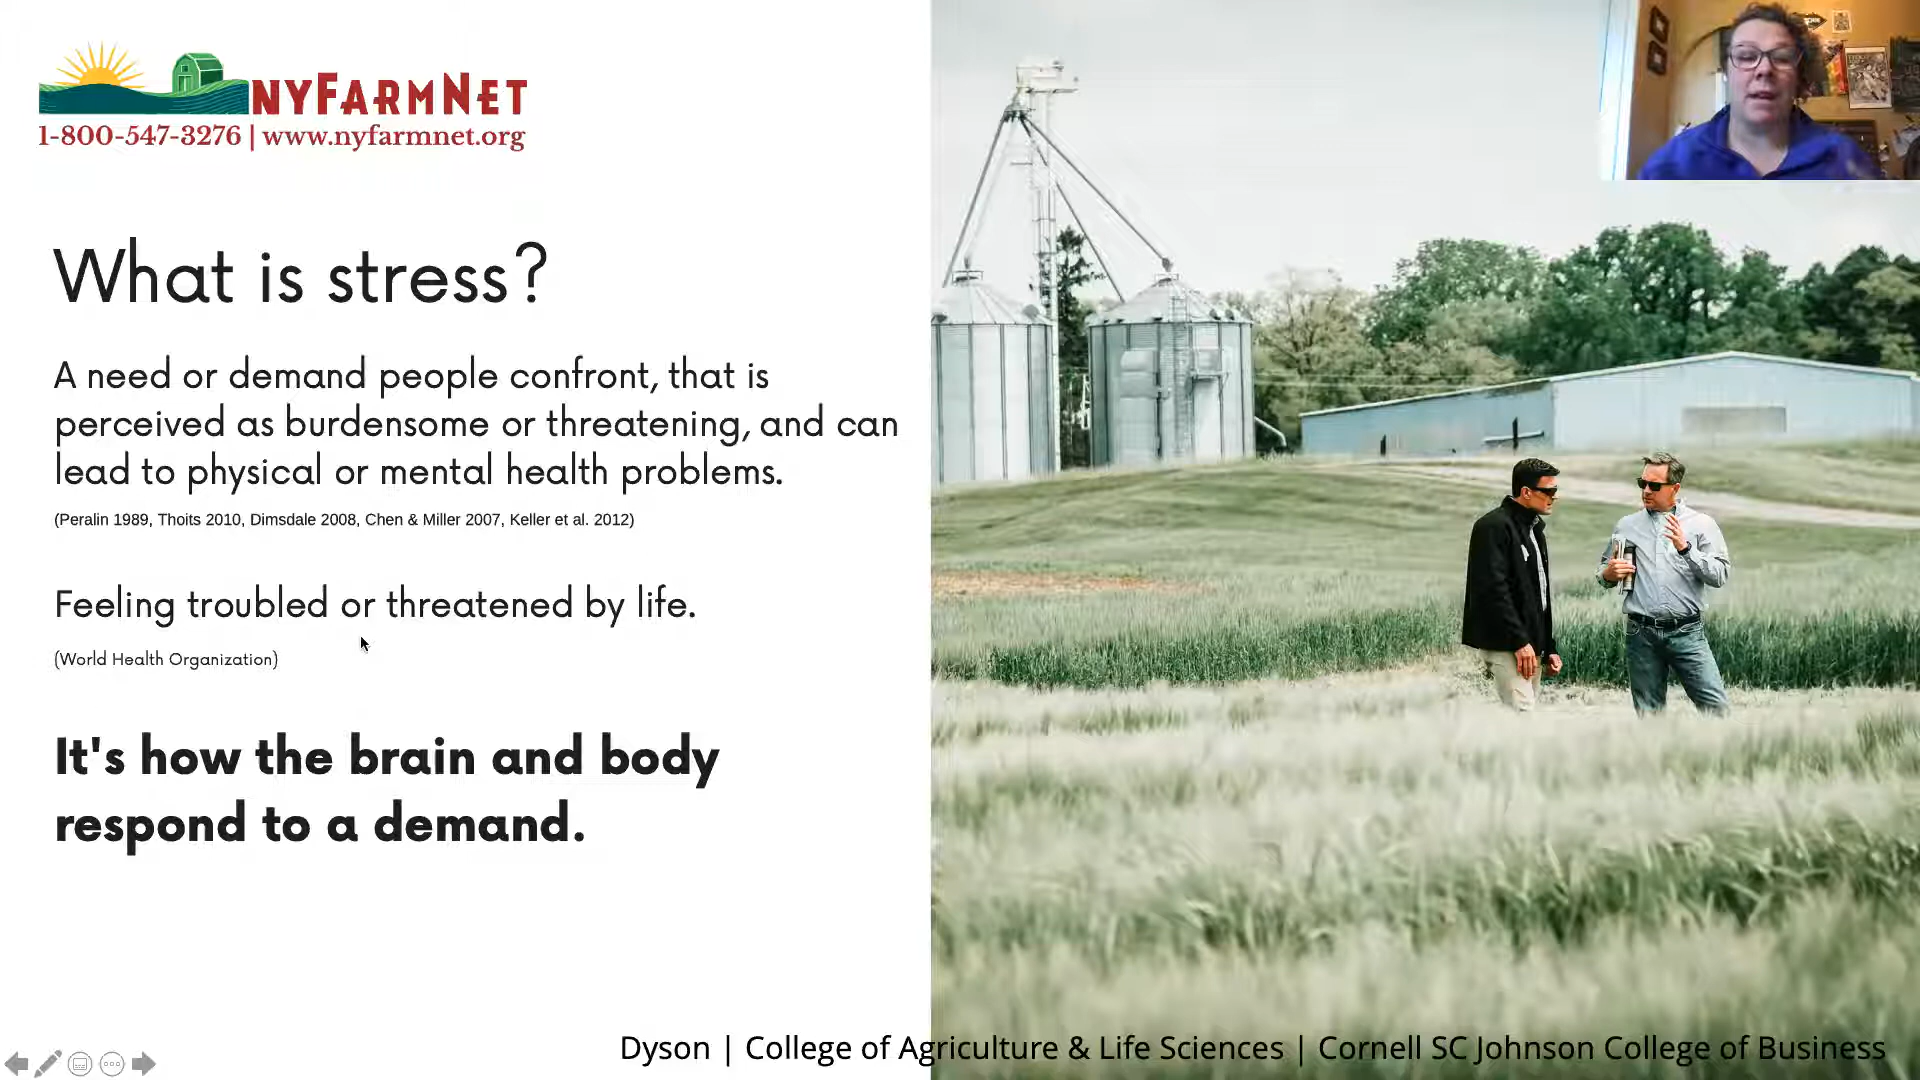 NYFARMNET
1-800-547-3276 | www.nyfarmnet.org
What is stress?
A need or demand people confront, that is
perceived as burdensome or threatening, and can
lead to physical or mental health problems.
(Peralin 1989, Thoits 2010, Dimsdale 2008, Chen & Miller 2007, Keller et al. 2012)
Feeling troubled or threatened by life.
(World Health Organization)
It's how the brain and body
respond to a demand.
Dyson | College of Agriculture & Life Sciences | Cornell SC Johnson College of Business